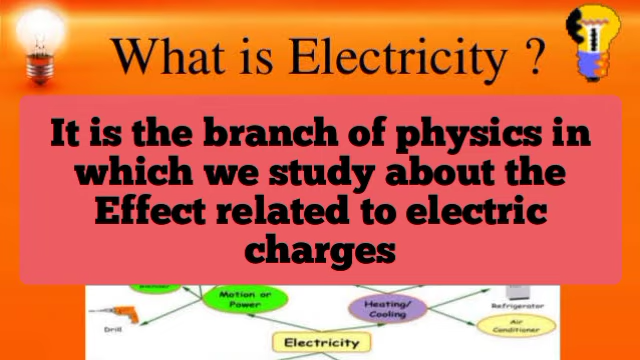 What is Electricity ?
It is the branch of physics in
which we study about the
Effect related to electric
charges
Motion or
Power
Heating/
Cooling
Refrigerator
Drill
Air
Conditioner
Electricity